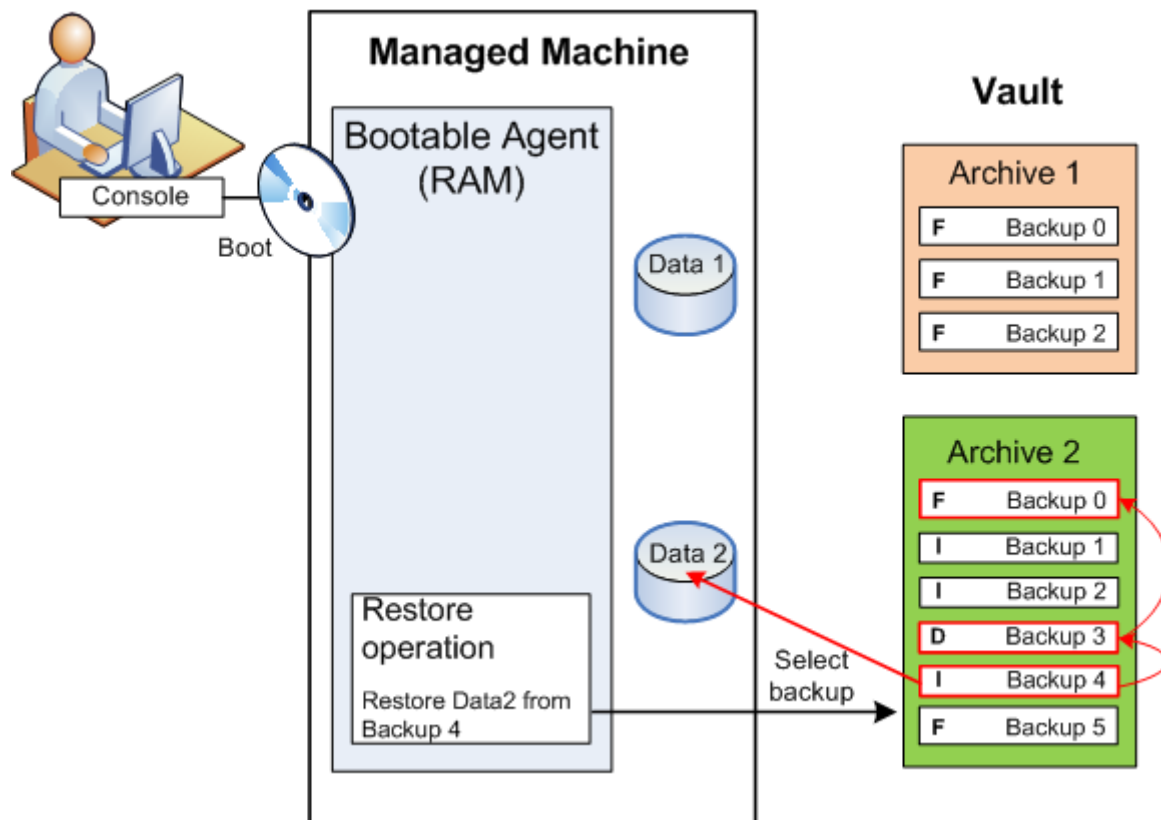 Managed Machine
Vault
Console
Boot
Bootable Agent
(RAM)
Data 1
Data 2
Restore
operation
Restore Data2 from
Backup 4
Select
backup
Archive 1
F Backup 0
F Backup 1
F Backup 2
Archive 2
F Backup 0
I Backup 1
I Backup 2
D Backup 3
I Backup 4
F Backup 5